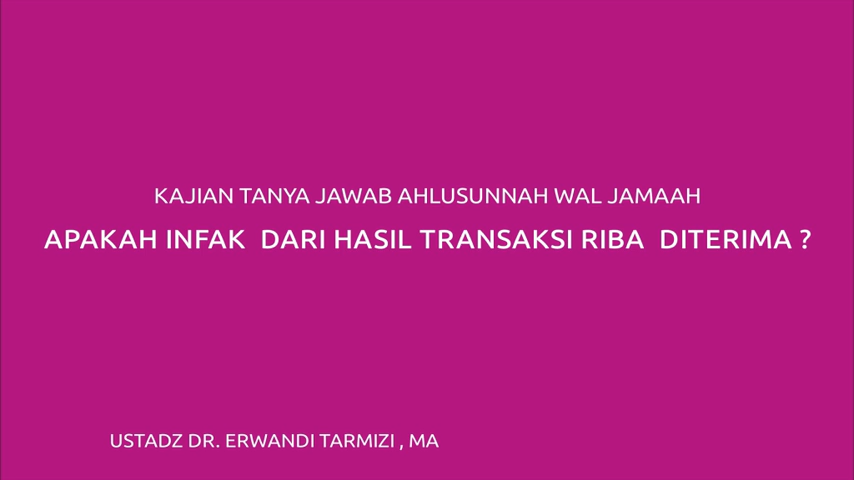 KAJIAN TANYA JAWAB AHLUSUNNAH WAL JAMAAH
APAKAH INFAK DARI HASIL TRANSAKSI RIBA DITERIMA ?
USTADZ DR. ERWANDI TARMIZI , MA